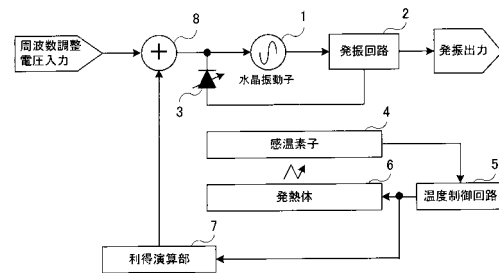 周波数調整
電圧入力
8
+
1
水晶振動子
2
発振回路
発振出力
3
4
感温素子
6
発熱体
5
温度制御回路
7
利得演算部